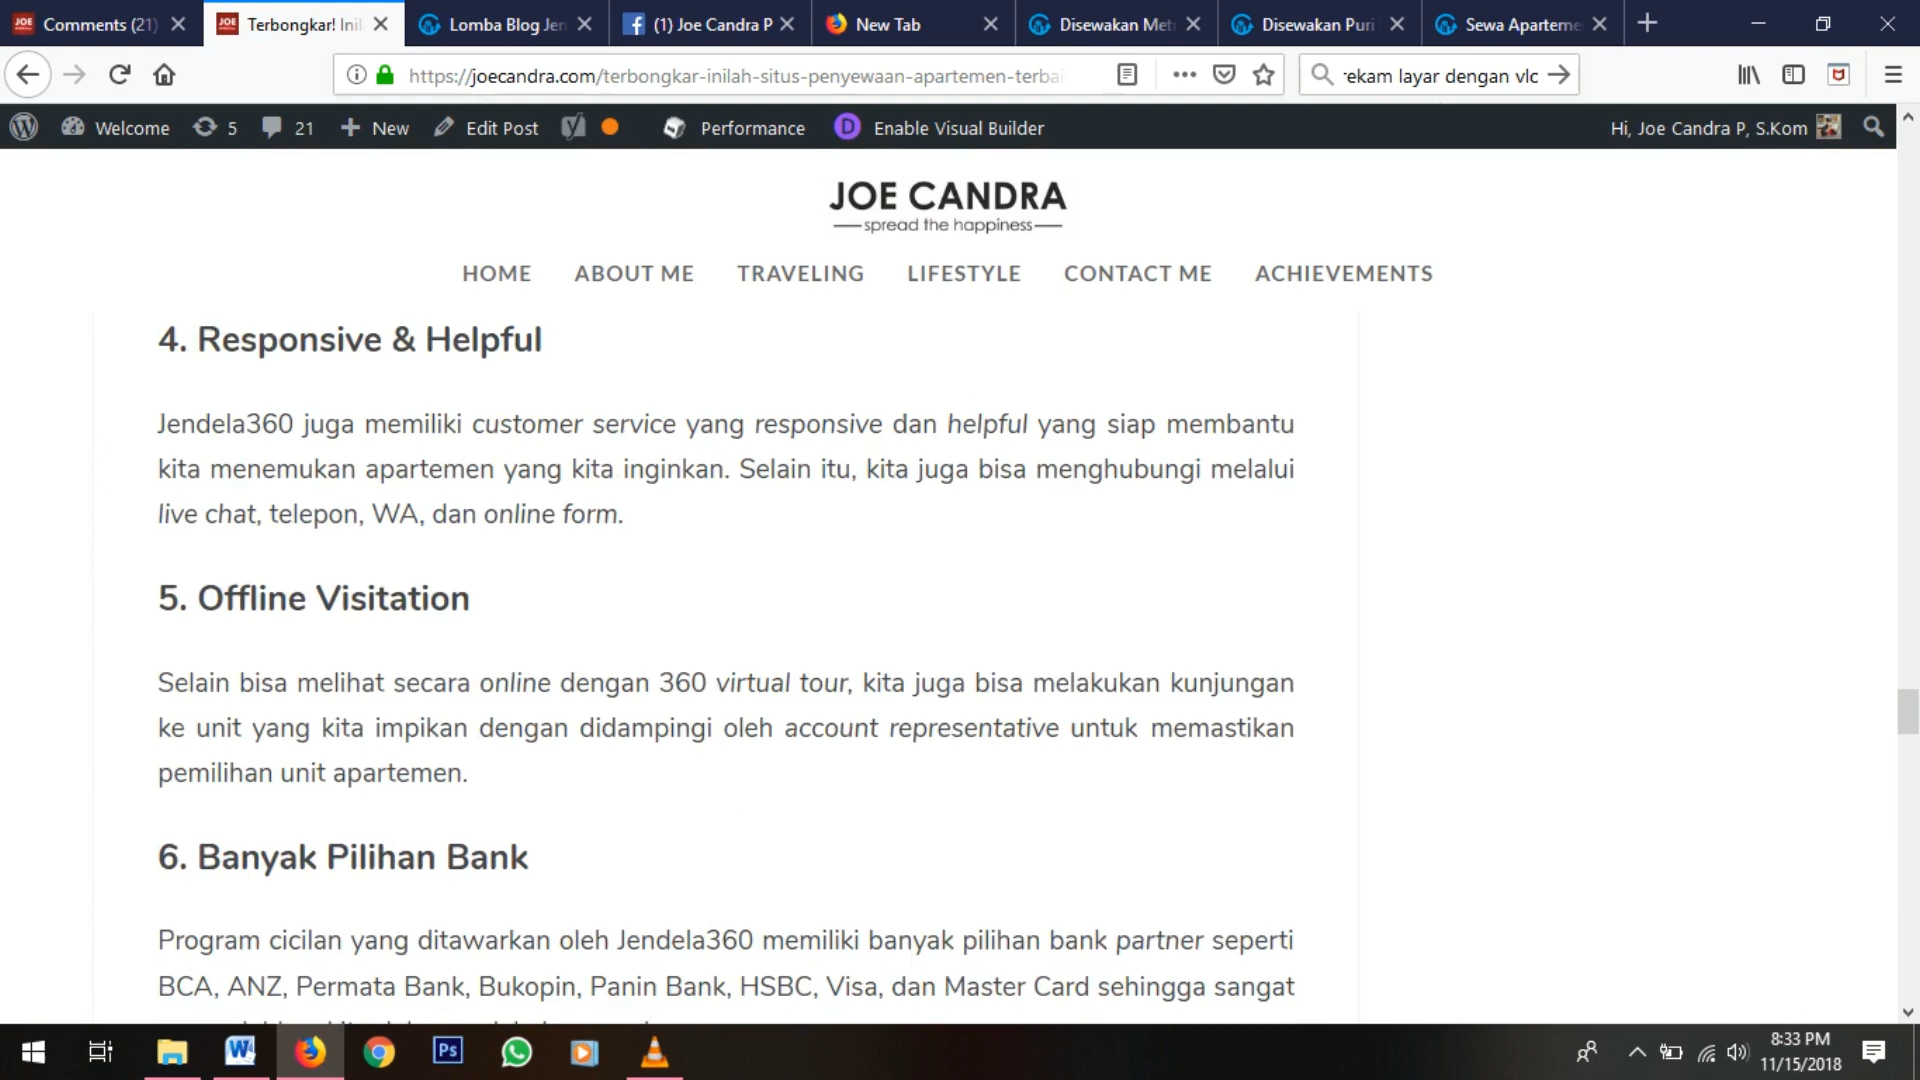 Comments (21)
Terbongkar! Ini
Lomba Blog Jen
(1) Joe Candra P
New Tab
Disewakan Met
Disewakan Puri
Sewa Aparteme
https://joecandra.com/terbongkar-inilah-situs-penyewaan-apartemen-terbai
rekam layar dengan vlc
Welcome
5
21
New
Edit Post
Performance
D
Enable Visual Builder
Hi, Joe Candra P, S.Kom
JOE CANDRA
spread the happiness
HOME ABOUT ME TRAVELING LIFESTYLE CONTACT ME ACHIEVEMENTS
4. Responsive & Helpful
Jendela360 juga memiliki customer service yang responsive dan helpful yang siap membantu
kita menemukan apartemen yang kita inginkan. Selain itu, kita juga bisa menghubungi melalui
live chat, telepon, WA, dan online form.
5. Offline Visitation
Selain bisa melihat secara online dengan 360 virtual tour, kita juga bisa melakukan kunjungan
ke unit yang kita impikan dengan didampingi oleh account representative untuk memastikan
pemilihan unit apartemen.
6. Banyak Pilihan Bank
Program cicilan yang ditawarkan oleh Jendela360 memiliki banyak pilihan bank partner seperti
BCA, ANZ, Permata Bank, Bukopin, Panin Bank, HSBC, Visa, dan Master Card sehingga sangat
Ps
8:33 PM
11/15/2018